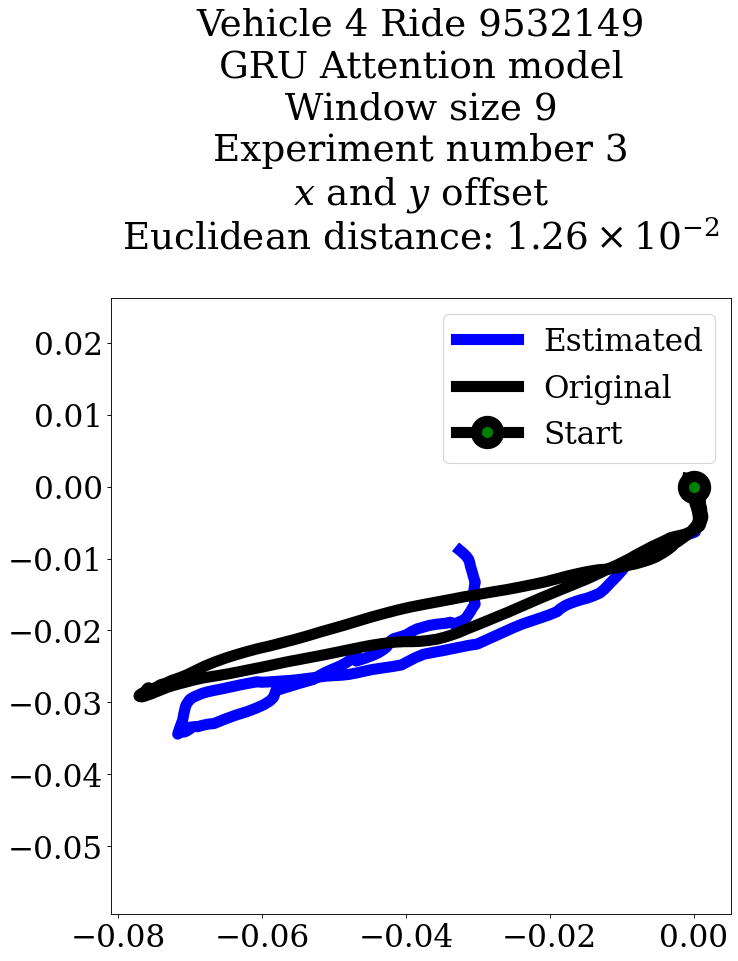 Vehicle 4 Ride 9532149
GRU Attention model
Window size 9
Experiment number 3
x and y offset
Euclidean distance: 1.26 × 10⁻²
Estimated
Original
Start
0.02
0.01
0.00
−0.01
−0.02
−0.03
−0.04
−0.05
−0.08 −0.06 −0.04 −0.02 0.00